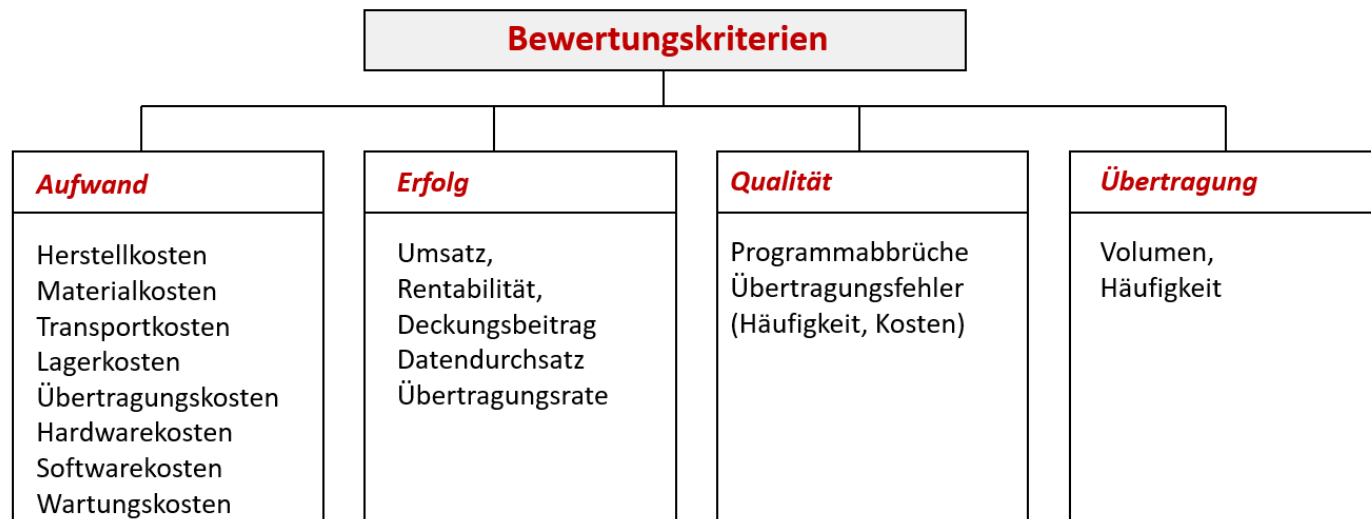 Bewertungskriterien
Aufwand
Herstellkosten
Materialkosten
Transportkosten
Lagerkosten
Übertragungskosten
Hardwarekosten
Softwarekosten
Wartungskosten
Erfolg
Umsatz,
Rentabilität,
Deckungsbeitrag
Datendurchsatz
Übertragungsrate
Qualität
Programmabbrüche
Übertragungsfehler
(Häufigkeit, Kosten)
Übertragung
Volumen,
Häufigkeit